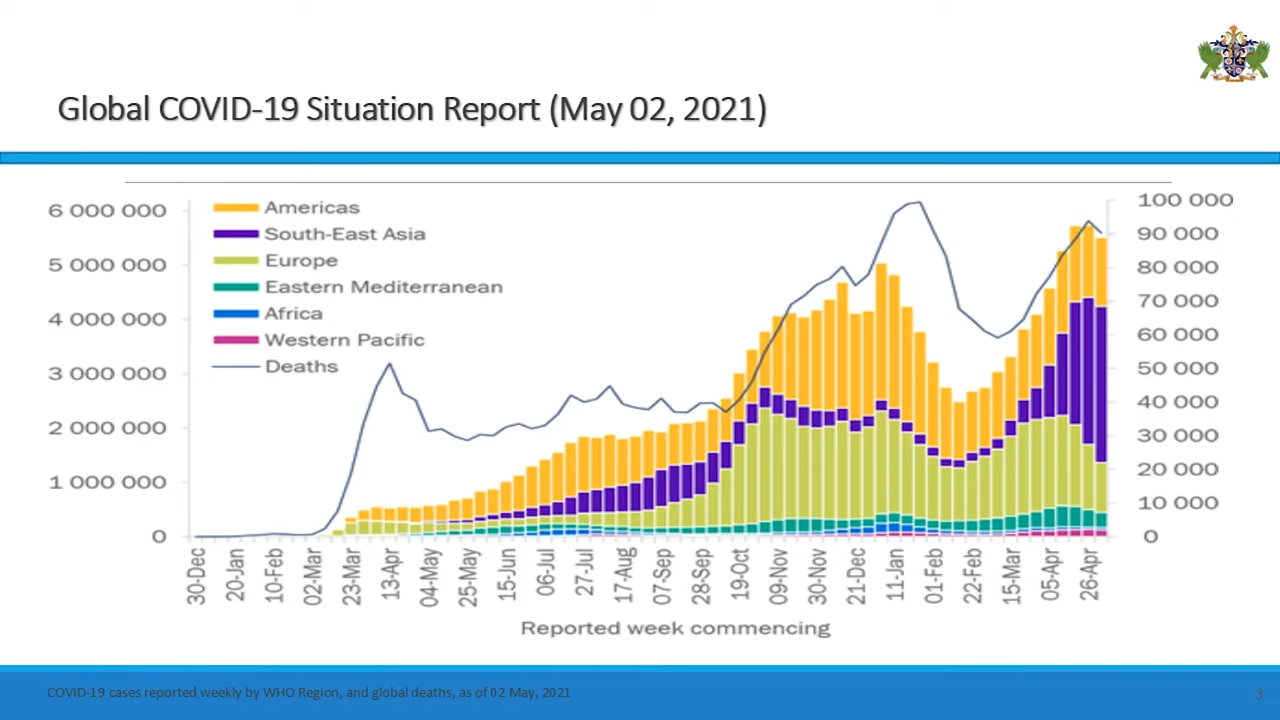 Global COVID-19 Situation Report (May 02, 2021)
6 000 000
5 000 000
4 000 000
3 000 000
2 000 000
1 000 000
0
Americas
South-East Asia
Europe
Eastern Mediterranean
Africa
Western Pacific
Deaths
100 000
90 000
80 000
70 000
60 000
50 000
40 000
30 000
20 000
10 000
0
30-Dec
20-Jan
10-Feb
02-Mar
23-Mar
13-Apr
04-May
25-May
15-Jun
06-Jul
27-Jul
17-Aug
07-Sep
28-Sep
19-Oct
09-Nov
30-Nov
21-Dec
11-Jan
01-Feb
22-Feb
15-Mar
05-Apr
26-Apr
Reported week commencing
COVID-19 cases reported weekly by WHO Region, and global deaths, as of 02 May, 2021
3